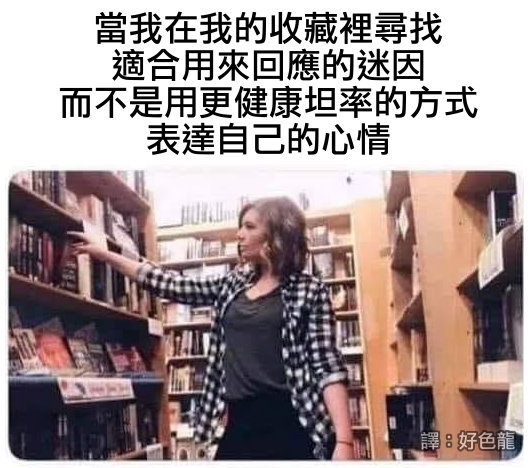 當我在我的收藏裡尋找
適合用來回應的迷因
而不是用更健康坦率的方式
表達自己的心情
譯：好色龍